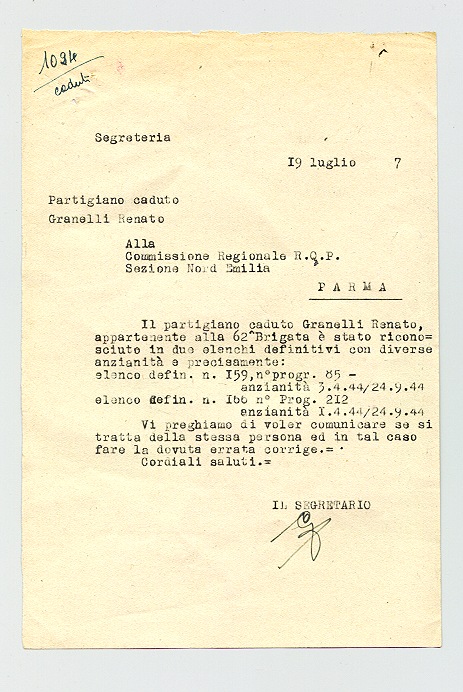 1094
caduti
Segreteria
19 luglio 7
Partigiano caduto
Granelli Renato
Alla
Commissione Regionale R.Q.P.
Sezione Nord Emilia
PARMA
Il partigiano caduto Granelli Renato,
appartenente alla 62^Brigata è stato ricono=
sciuto in due elenchi definitivi con diverse
anzianità e precisamente:
elenco defin. n. 159,n°progr. 85 -
anzianità 3.4.44/24.9.44
elenco defin. n. 166 n° Prog. 212
anzianità 1.4.44/24.9.44
Vi preghiamo di voler comunicare se si
tratta della stessa persona ed in tal caso
fare la dovuta errata corrige.=
Cordiali saluti.=
IL SEGRETARIO